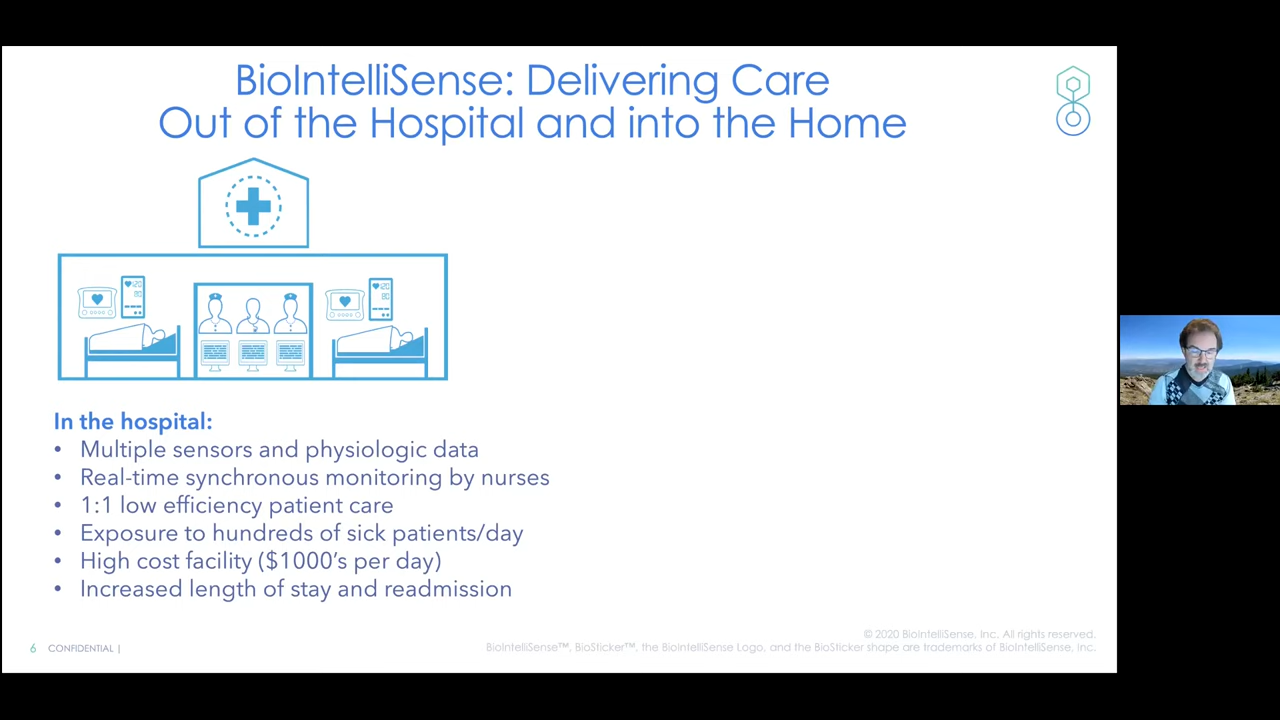 BioIntelliSense: Delivering Care
Out of the Hospital and into the Home
In the hospital:
• Multiple sensors and physiologic data
• Real-time synchronous monitoring by nurses
• 1:1 low efficiency patient care
• Exposure to hundreds of sick patients/day
• High cost facility ($1000’s per day)
• Increased length of stay and readmission
© 2020 BioIntelliSense, Inc. All rights reserved.
6 CONFIDENTIAL |
BioIntelliSense™, BioSticker™, the BioIntelliSense Logo, and the BioSticker shape are trademarks of BioIntelliSense, Inc.